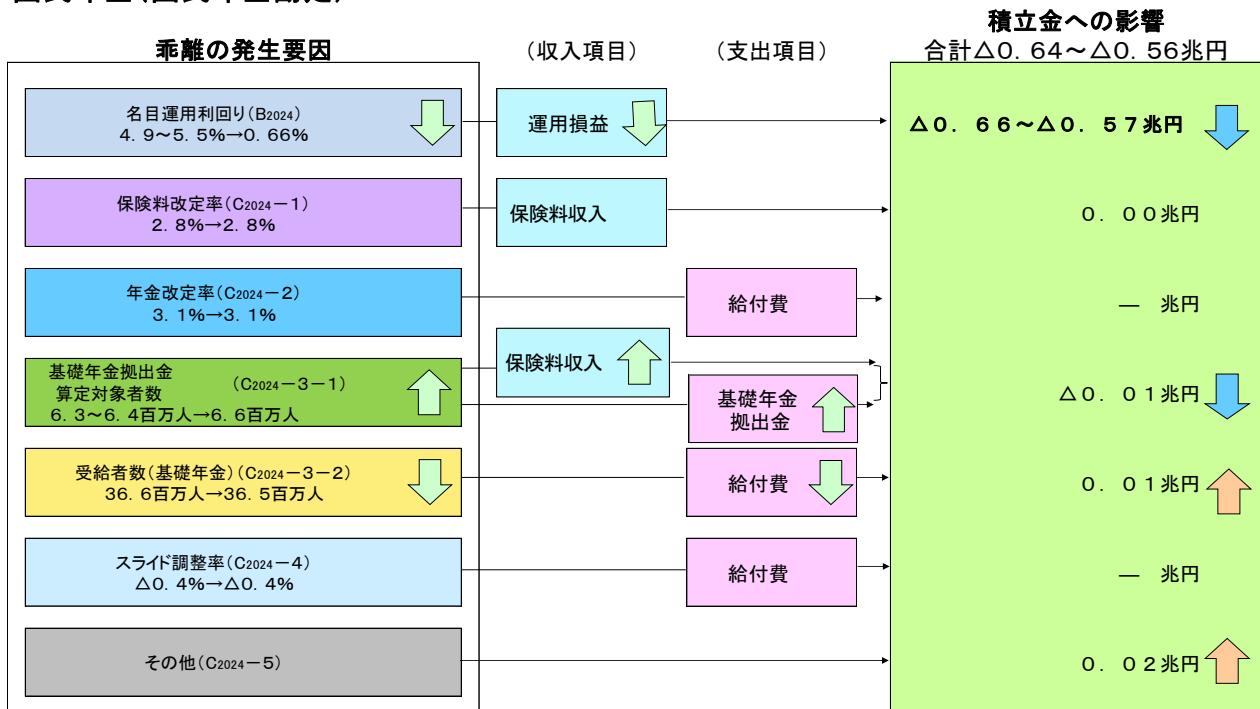 積立金への影響
乖離の発生要因
(収入項目)
(支出項目)
合計△0.64~△0.56兆円
名目運用利回り(B2024)
4.9~5.5%→0.66%
運用損益
△0.66~△0.57兆円
保険料改定率(C2024-1)
2.8%→2.8%
保険料収入
0.00兆円
年金改定率(C2024-2)
3.1%→3.1%
給付費
― 兆円
基礎年金拠出金
算定対象者数
(C2024-3-1)
6.3~6.4百万人→6.6百万人
保険料収入
基礎年金
拠出金
△0.01兆円
受給者数(基礎年金)(C2024-3-2)
36.6百万人→36.5百万人
給付費
0.01兆円
スライド調整率(C2024-4)
△0.4%→△0.4%
給付費
― 兆円
その他(C2024-5)
0.02兆円